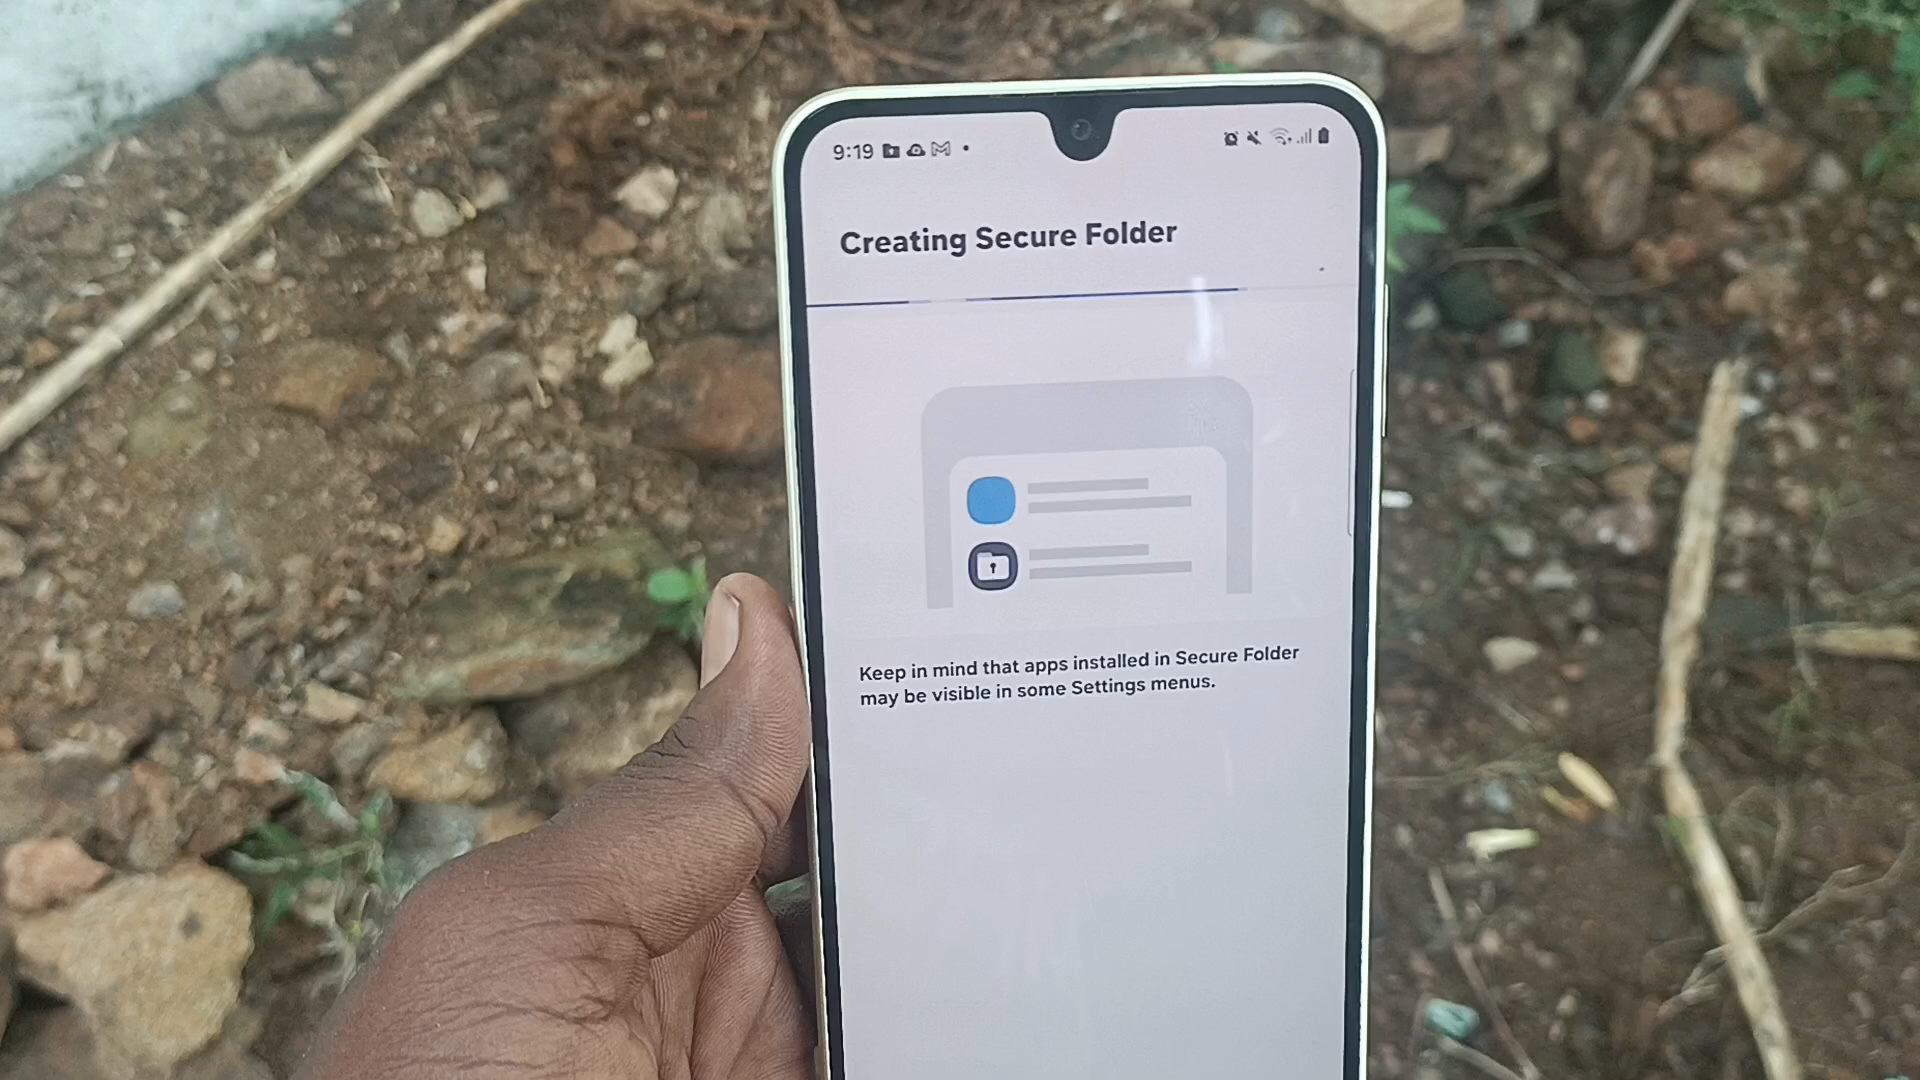 9:19
Creating Secure Folder
Keep in mind that apps installed in Secure Folder
may be visible in some Settings menus.